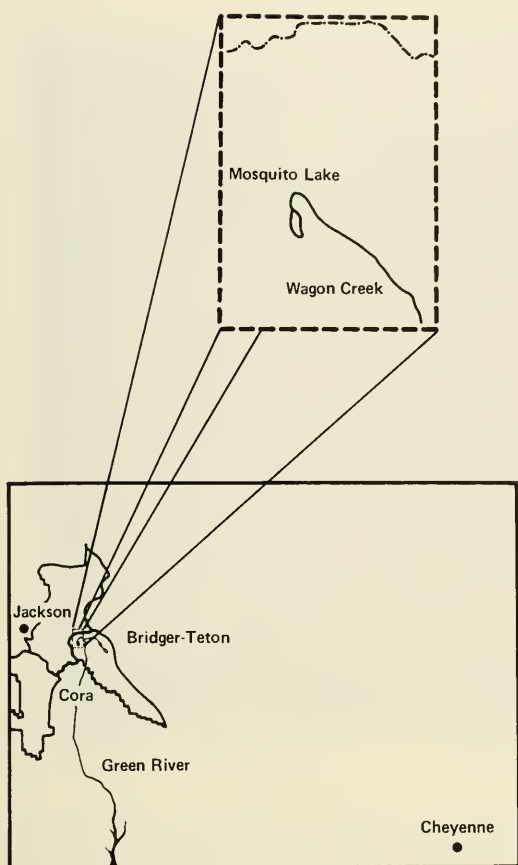 Mosquito Lake
Wagon Creek
Jackson
Bridger-Teton
Cora
Green River
Cheyenne